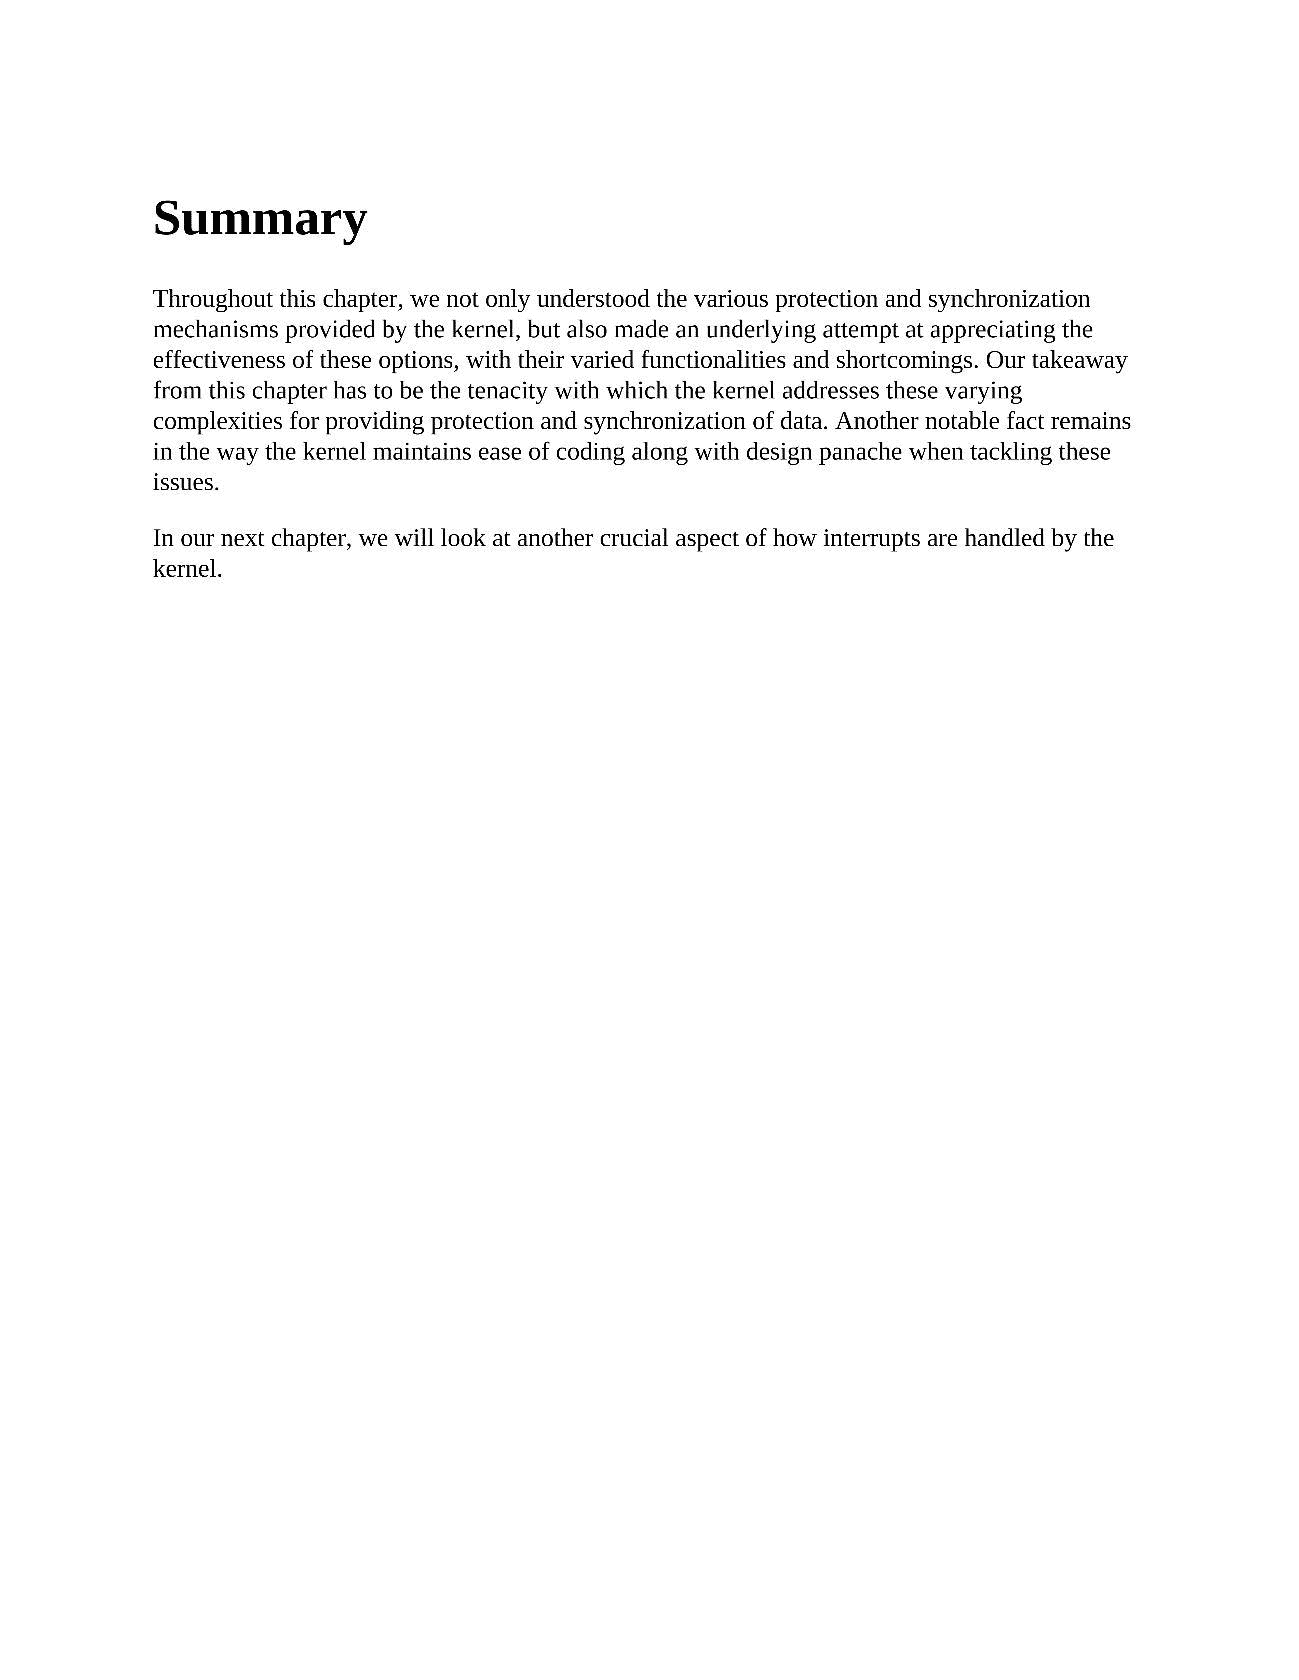 Summary
Throughout this chapter, we not only understood the various protection and synchronization
mechanisms provided by the kernel, but also made an underlying attempt at appreciating the
effectiveness of these options, with their varied functionalities and shortcomings. Our takeaway
from this chapter has to be the tenacity with which the kernel addresses these varying
complexities for providing protection and synchronization of data. Another notable fact remains
in the way the kernel maintains ease of coding along with design panache when tackling these
issues.
In our next chapter, we will look at another crucial aspect of how interrupts are handled by the
kernel.